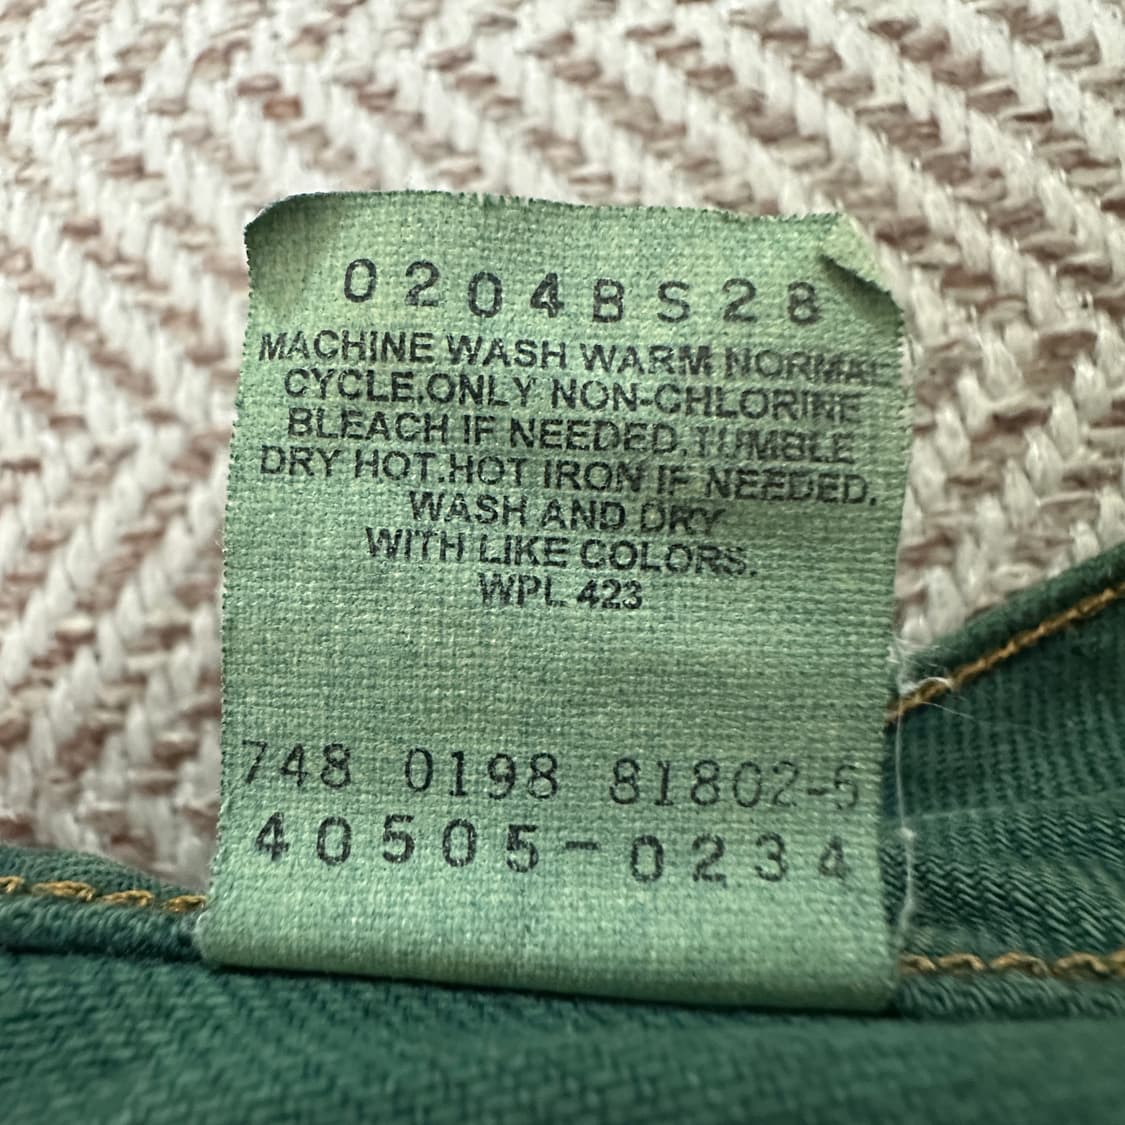 0204BS28
MACHINE WASH WARM NORMAL
CYCLE.ONLY NON-CHLORINE
BLEACH IF NEEDED.TUMBLE
DRY HOT.HOT IRON IF NEEDED.
WASH AND DRY
WITH LIKE COLORS.
WPL 423
748 0198 81802-5
40505-0234